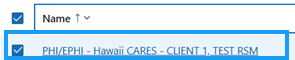 Name ↑
PHI/EPHI - Hawaii CARES - CLIENT 1, TEST RSM